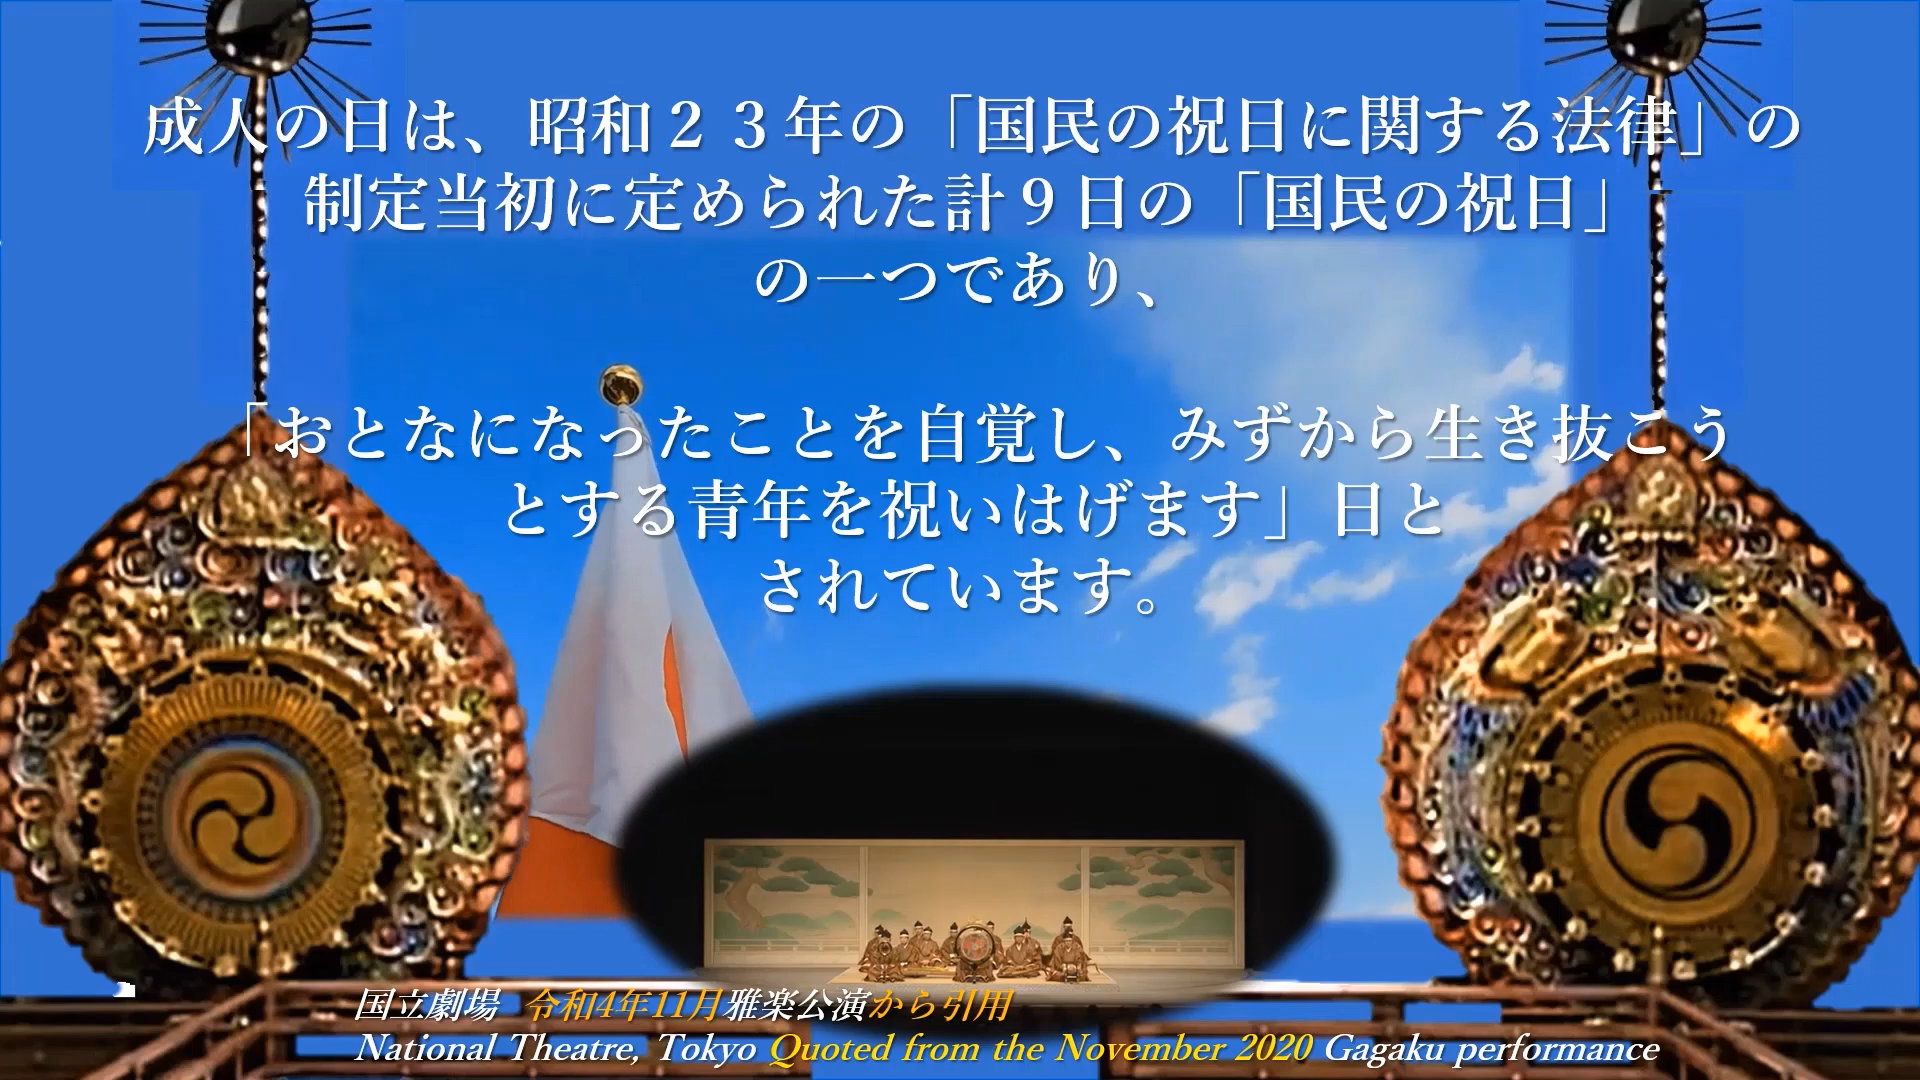 成人の日は、昭和２３年の「国民の祝日に関する法律」の
制定当初に定められた計９日の「国民の祝日」
の一つであり、
「おとなになったことを自覚し、みずから生き抜こう
とする青年を祝いはげます」日と
されています。
国立劇場 令和4年11月雅楽公演から引用
National Theatre, Tokyo Quoted from the November 2020 Gagaku performance